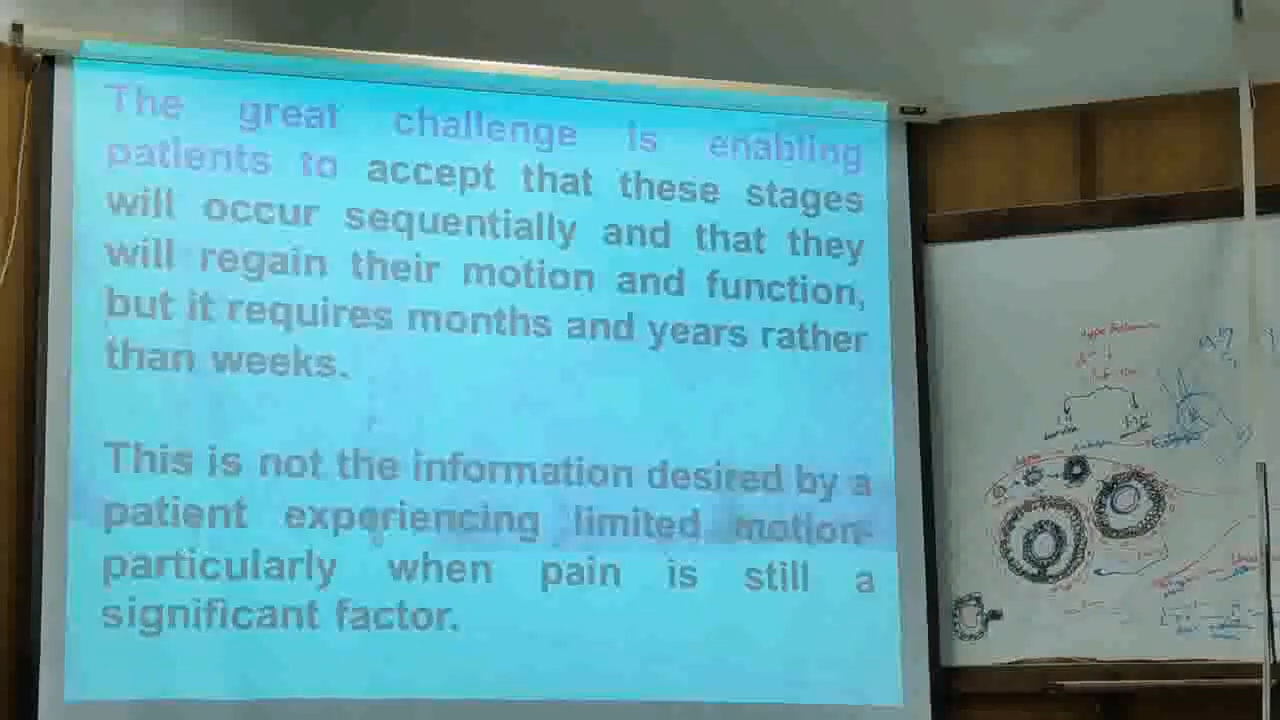 The great challenge is enabling
patients to accept that these stages
will occur sequentially and that they
will regain their motion and function,
but it requires months and years rather
than weeks.
This is not the information desired by a
patient experiencing limited motion-
particularly when pain is still a
significant factor.